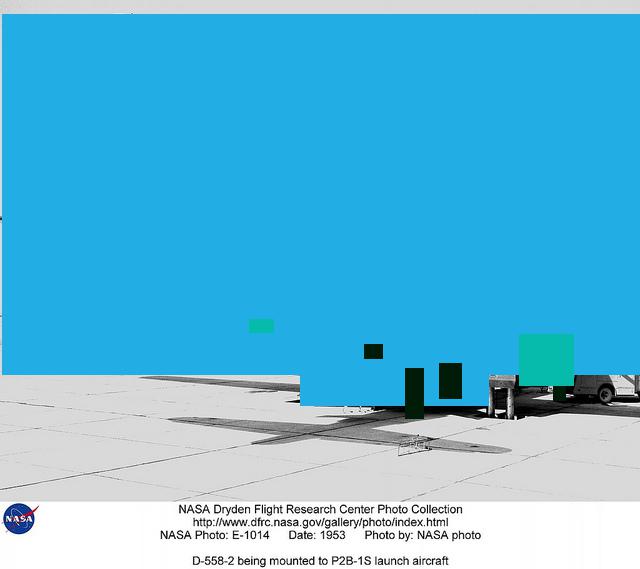 NASA
NASA Dryden Flight Research Center Photo Collection
http://www.dfrc.nasa.gov/gallery/photo/index.html
NASA Photo: E-1014 Date: 1953 Photo by: NASA photo
D-558-2 being mounted to P2B-1S launch aircraft